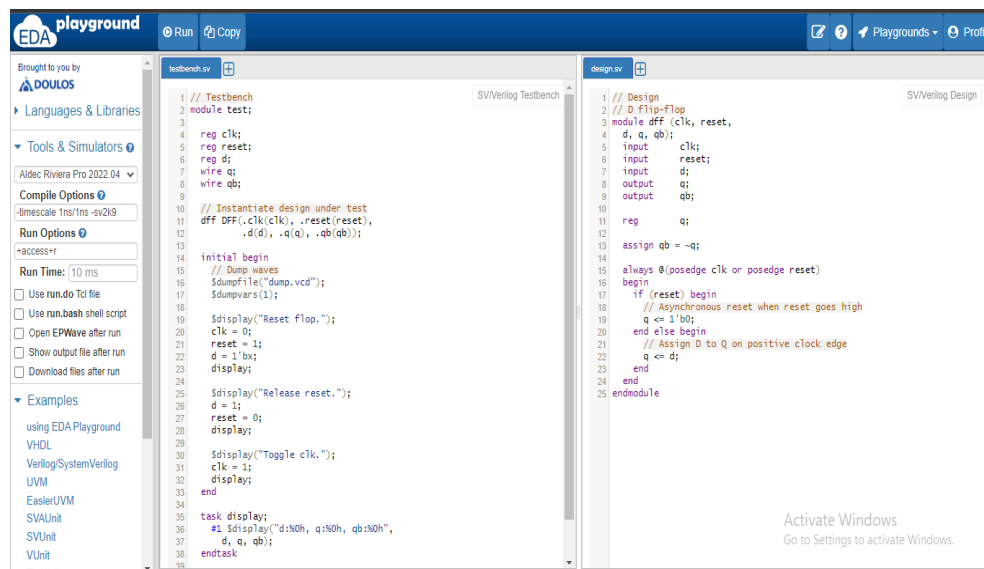 EDA playground
Run Copy
Playgrounds Profi
Brought to you by
DOULOS
Languages & Libraries
Tools & Simulators
Aldec Riviera Pro 2022.04
Compile Options
-timescale 1ns/1ns -sv2k9
Run Options
+access+r
Run Time: 10 ms
Use run.do Tcl file
Use run.bash shell script
Open EPWave after run
Show output file after run
Download files after run
Examples
using EDA Playground
VHDL
Verilog/SystemVerilog
UVM
EasierUVM
SVAUnit
SVUnit
VUnit
testbench.sv
SV/Verilog Testbench
1 // Testbench
2 module test;
3
4 reg clk;
5 reg reset;
6 reg d;
7 wire q;
8 wire qb;
9
10 // Instantiate design under test
11 dff DFF(.clk(clk), .reset(reset),
12 .d(d), .q(q), .qb(qb));
13
14 initial begin
15 // Dump waves
16 $dumpfile("dump.vcd");
17 $dumpvars(1);
18
19 $display("Reset flop.");
20 clk = 0;
21 reset = 1;
22 d = 1'bx;
23 display;
24
25 $display("Release reset.");
26 d = 1;
27 reset = 0;
28 display;
29
30 $display("Toggle clk.");
31 clk = 1;
32 display;
33 end
34
35 task display;
36 #1 $display("d:%0h, q:%0h, qb:%0h",
37 d, q, qb);
38 endtask
39
design.sv
SV/Verilog Design
1 // Design
2 // D flip-flop
3 module dff (clk, reset,
4 d, q, qb);
5 input clk;
6 input reset;
7 input d;
8 output q;
9 output qb;
10
11 reg q;
12
13 assign qb = ~q;
14
15 always @(posedge clk or posedge reset)
16 begin
17 if (reset) begin
18 // Asynchronous reset when reset goes high
19 q <= 1'b0;
20 end else begin
21 // Assign D to Q on positive clock edge
22 q <= d;
23 end
24 end
25 endmodule
Activate Windows
Go to Settings to activate Windows.